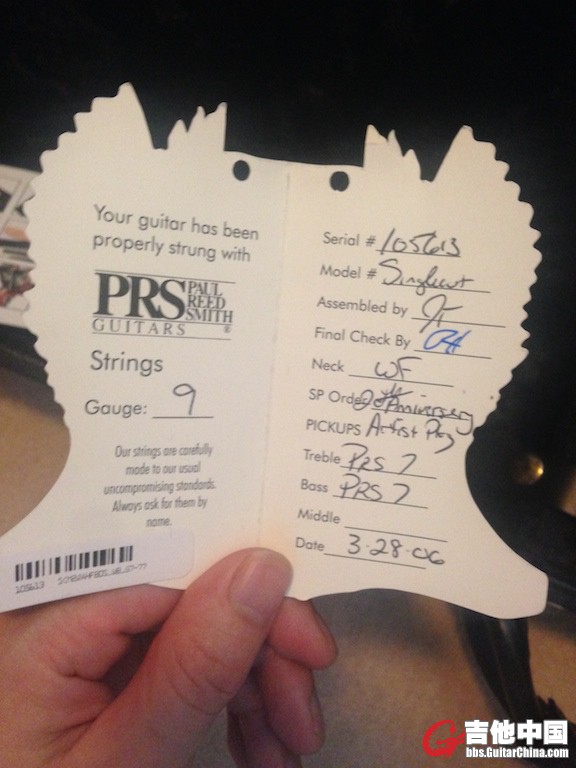 Your guitar has been
properly strung with
PRS PAUL
REED
SMITH
GUITARS ®
Strings
Gauge: 9
Our strings are carefully
made to our usual
uncompromising standards.
Always ask for them by
name.
105613
Serial # 105613
Model # Singlecut
Assembled by
Final Check By
Neck WF
SP Order 20th Anniversary
PICKUPS Artist Pkg
Treble PRS 7
Bass PRS 7
Middle
Date 3-28-06
吉他中国
bbs.GuitarChina.com